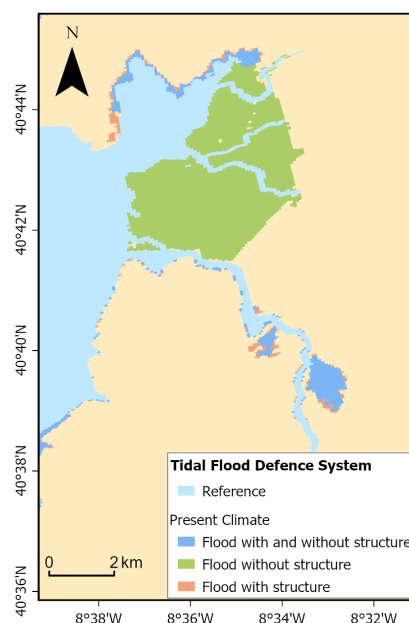 N
40°44'N
40°42'N
40°40'N
40°38'N
40°36'N
Tidal Flood Defence System
Reference
Present Climate
Flood with and without structure
Flood without structure
Flood with structure
0 2 km
8°38'W 8°36'W 8°34'W 8°32'W